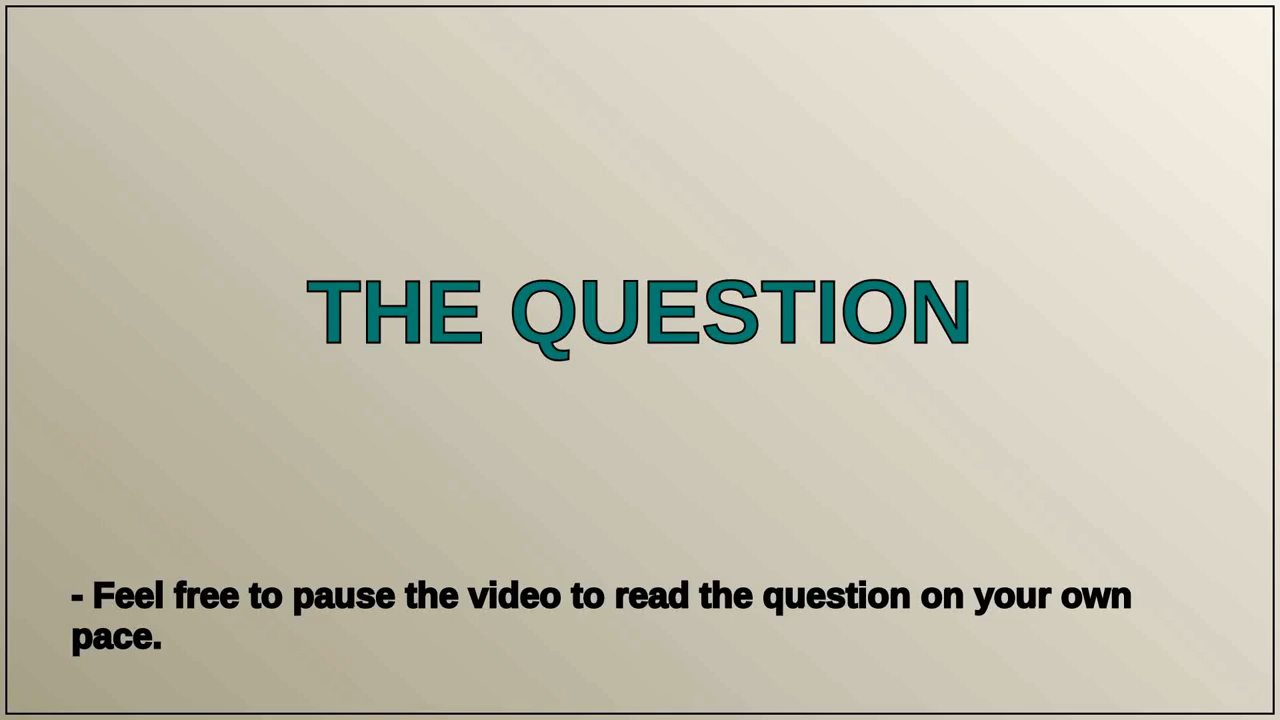 THE QUESTION
- Feel free to pause the video to read the question on your own
pace.